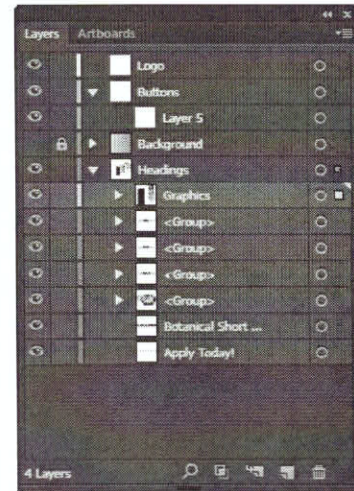 Layers Artboards
Logo
Buttons
Layer 5
Background
Headings
Graphics
<Group>
<Group>
<Group>
<Group>
Botanical Short ...
Apply Today!
4 Layers